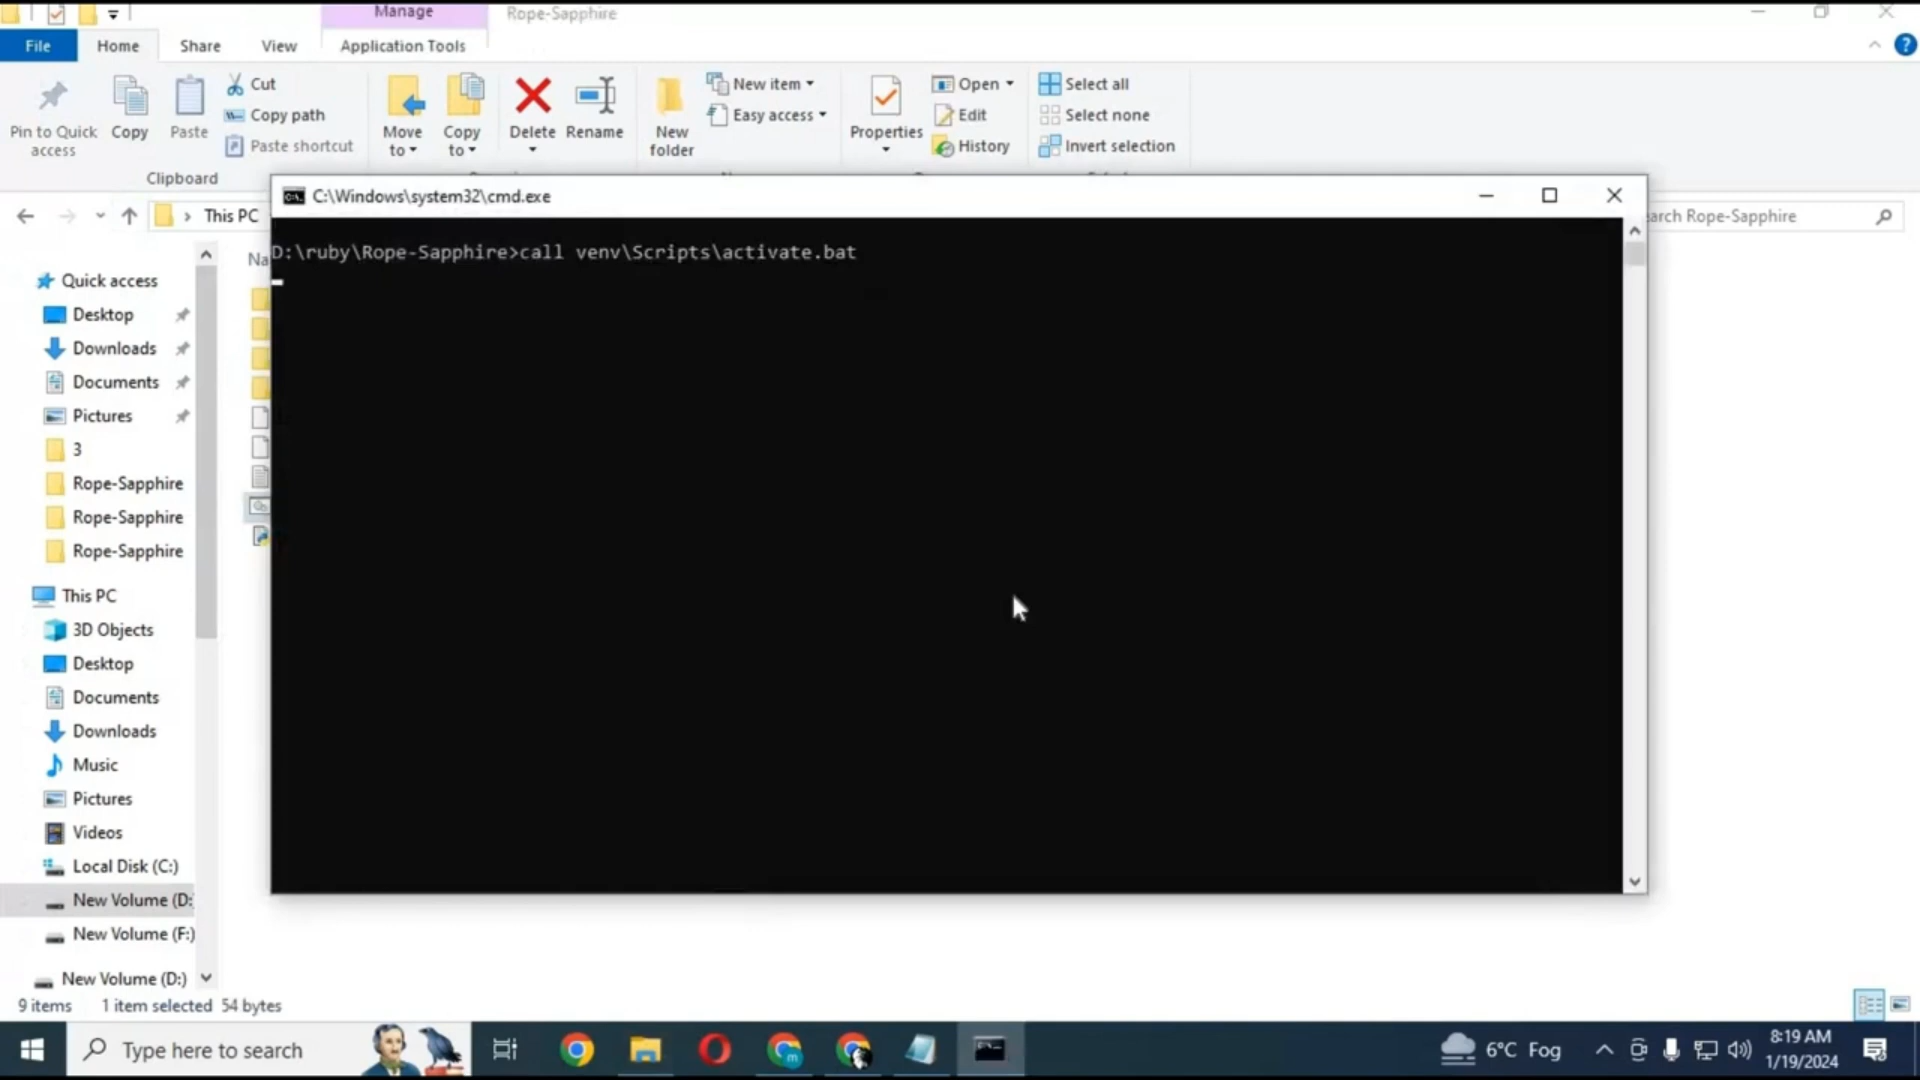 Manage
Rope-Sapphire
File
Home
Share
View
Application Tools
Pin to Quick access
Copy
Paste
Cut
Copy path
Paste shortcut
Clipboard
Move to
Copy to
Delete
Rename
New folder
New item
Easy access
Properties
Open
Edit
History
Select all
Select none
Invert selection
C:\Windows\system32\cmd.exe
This PC
earch Rope-Sapphire
Na
D:\ruby\Rope-Sapphire>call venv\Scripts\activate.bat
Quick access
Desktop
Downloads
Documents
Pictures
3
Rope-Sapphire
Rope-Sapphire
Rope-Sapphire
This PC
3D Objects
Desktop
Documents
Downloads
Music
Pictures
Videos
Local Disk (C:)
New Volume (D:
New Volume (F:)
New Volume (D:)
9 items 1 item selected 54 bytes
Type here to search
6°C Fog
8:19 AM
1/19/2024